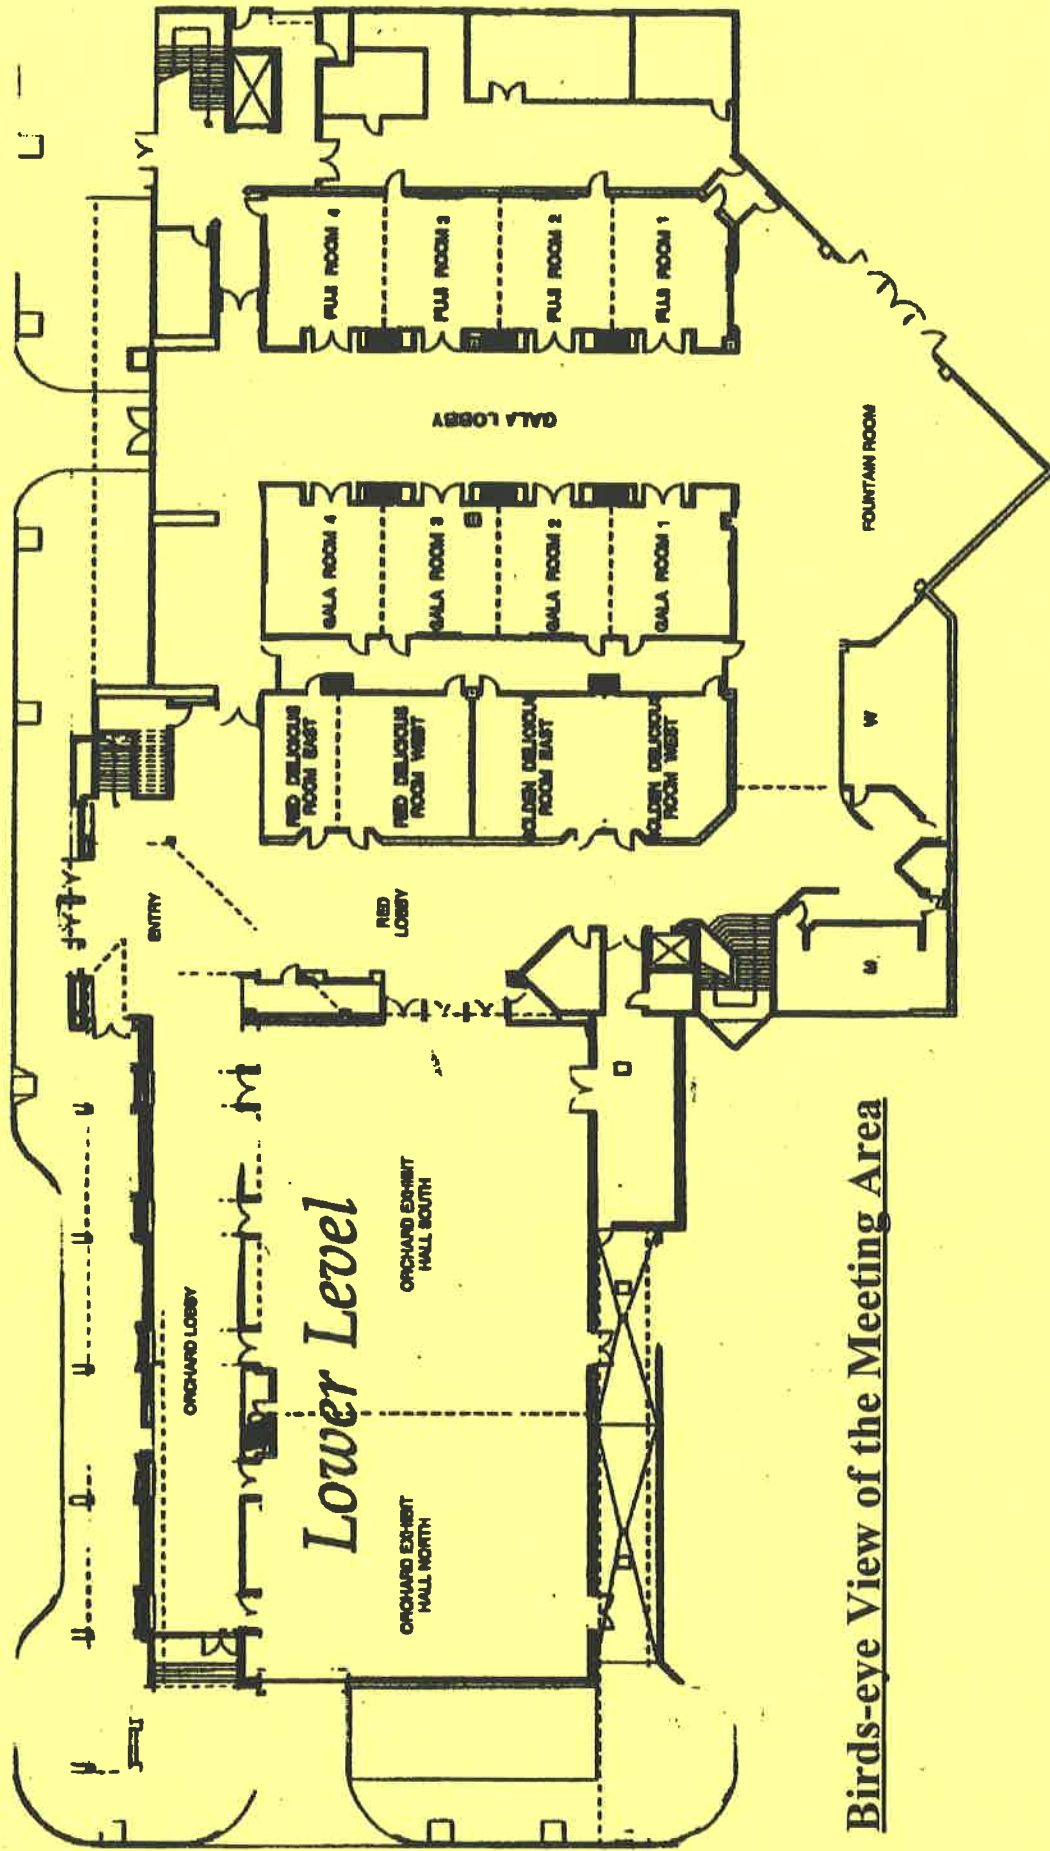 Lower Level
ORCHARD LOBBY
ORCHARD EXHIBIT
HALL NORTH
ORCHARD EXHIBIT
HALL SOUTH
ENTRY
RED
LOBBY
RED DELICIOUS
ROOM EAST
RED DELICIOUS
ROOM WEST
GOLDEN DELICIOUS
ROOM EAST
GOLDEN DELICIOUS
ROOM WEST
GALA ROOM 4
GALA ROOM 3
GALA ROOM 2
GALA ROOM 1
GALA LOBBY
FUJI ROOM 4
FUJI ROOM 3
FUJI ROOM 2
FUJI ROOM 1
FOUNTAIN ROOM
W
Birds-eye View of the Meeting Area